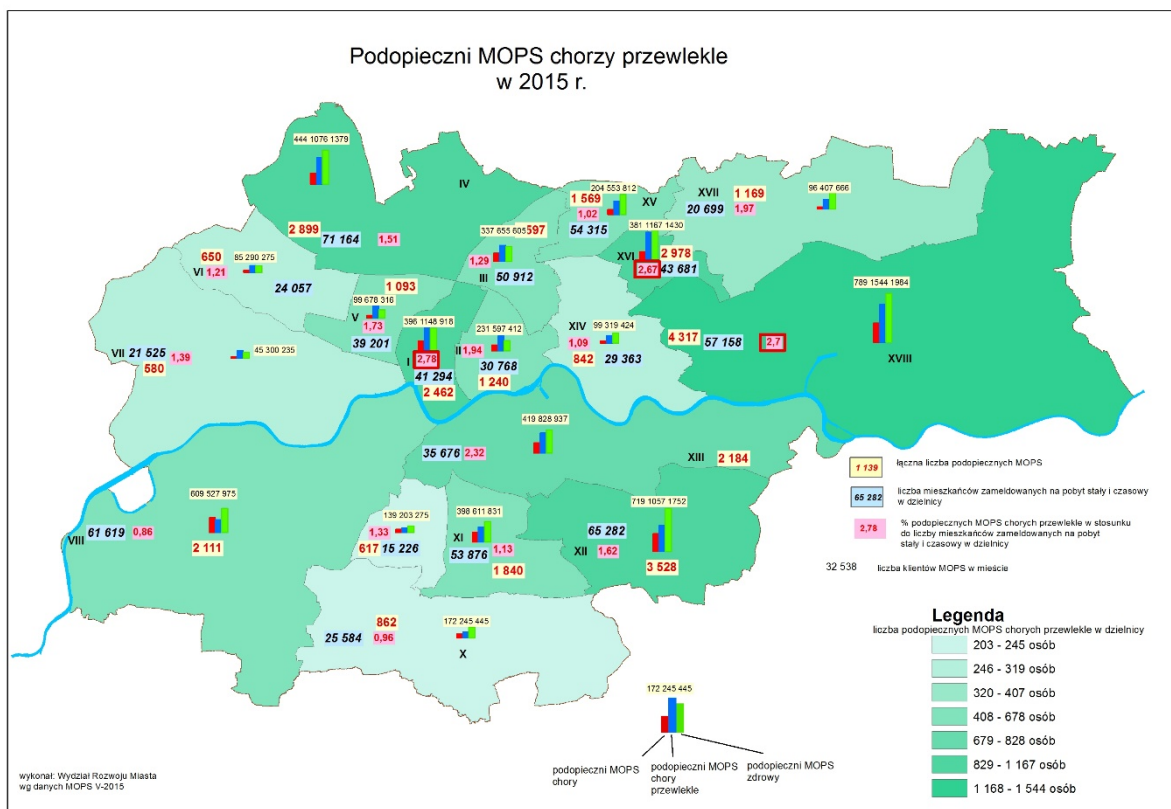 Podopieczni MOPS chorzy przewlekle
w 2015 r.
444 1076 1379
IV
2 899
71 164
1,51
204 553 812
1 569
XV
1,02
54 315
XVII
1 169
20 699
1,97
96 407 666
337 655 605
597
1,29
III
50 912
381 1167 1430
XVI
2 978
2,67
43 681
650
VI
1,21
85 290 275
24 057
1 093
99 678 316
V
1,73
39 201
396 1148 918
I
2,78
41 294
2 462
231 597 412
II
1,94
30 768
1 240
XIV
99 319 424
1,09
842
29 363
789 1544 1984
4 317
57 158
2,7
XVIII
VII
21 525
1,39
580
45 300 235
419 828 937
35 676
2,32
XIII
2 184
609 527 975
VIII
61 619
0,86
2 111
139 203 275
1,33
617
15 226
398 611 831
XI
53 876
1,13
1 840
719 1057 1752
65 282
XII
1,62
3 528
862
25 584
0,96
172 245 445
X
1 139
łączna liczba podopiecznych MOPS
65 282
liczba mieszkańców zameldowanych na pobyt stały i czasowy
w dzielnicy
2,78
% podopiecznych MOPS chorych przewlekle w stosunku
do liczby mieszkańców zameldowanych na pobyt
stały i czasowy w dzielnicy
32 538
liczba klientów MOPS w mieście
Legenda
liczba podopiecznych MOPS chorych przewlekle w dzielnicy
203 - 245 osób
246 - 319 osób
320 - 407 osób
408 - 678 osób
679 - 828 osób
829 - 1 167 osób
1 168 - 1 544 osób
172 245 445
podopieczni MOPS
chory
podopieczni MOPS
chory
przewlekle
podopieczni MOPS
zdrowy
wykonał: Wydział Rozwoju Miasta
wg danych MOPS V-2015